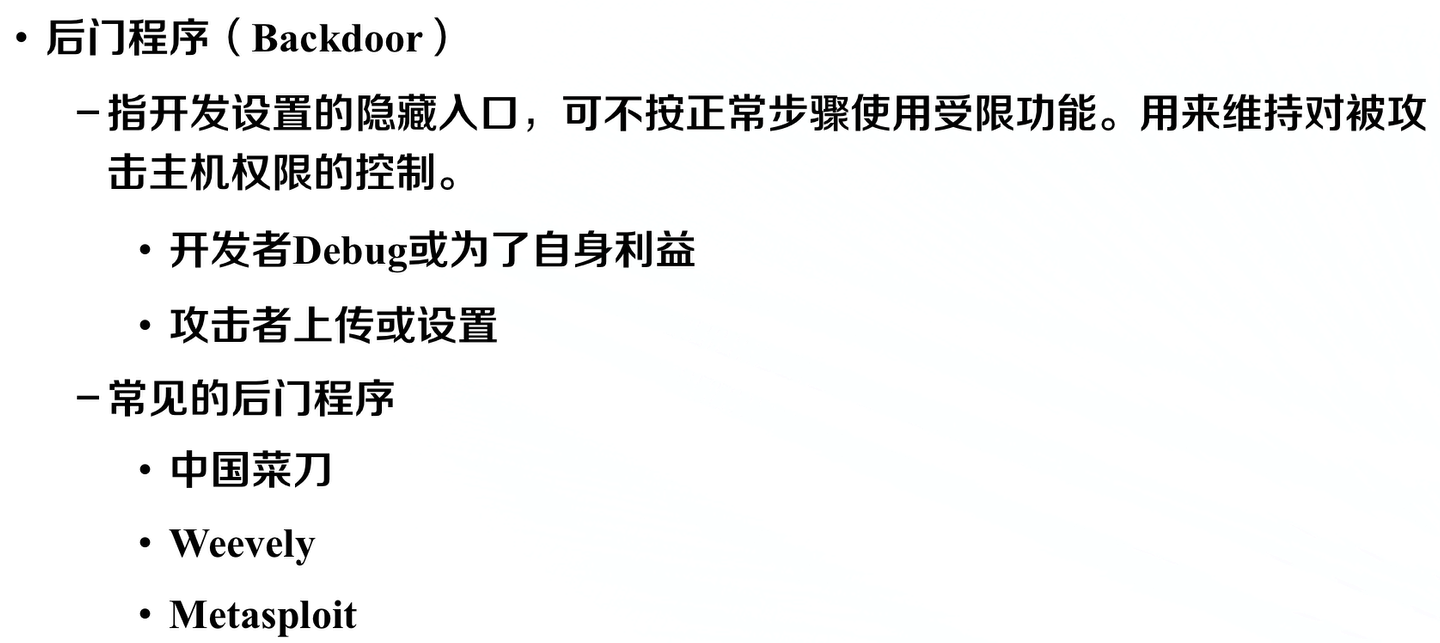 • 后门程序（Backdoor）
–指开发设置的隐藏入口，可不按正常步骤使用受限功能。用来维持对被攻
击主机权限的控制。
• 开发者Debug或为了自身利益
• 攻击者上传或设置
–常见的后门程序
• 中国菜刀
• Weevely
• Metasploit